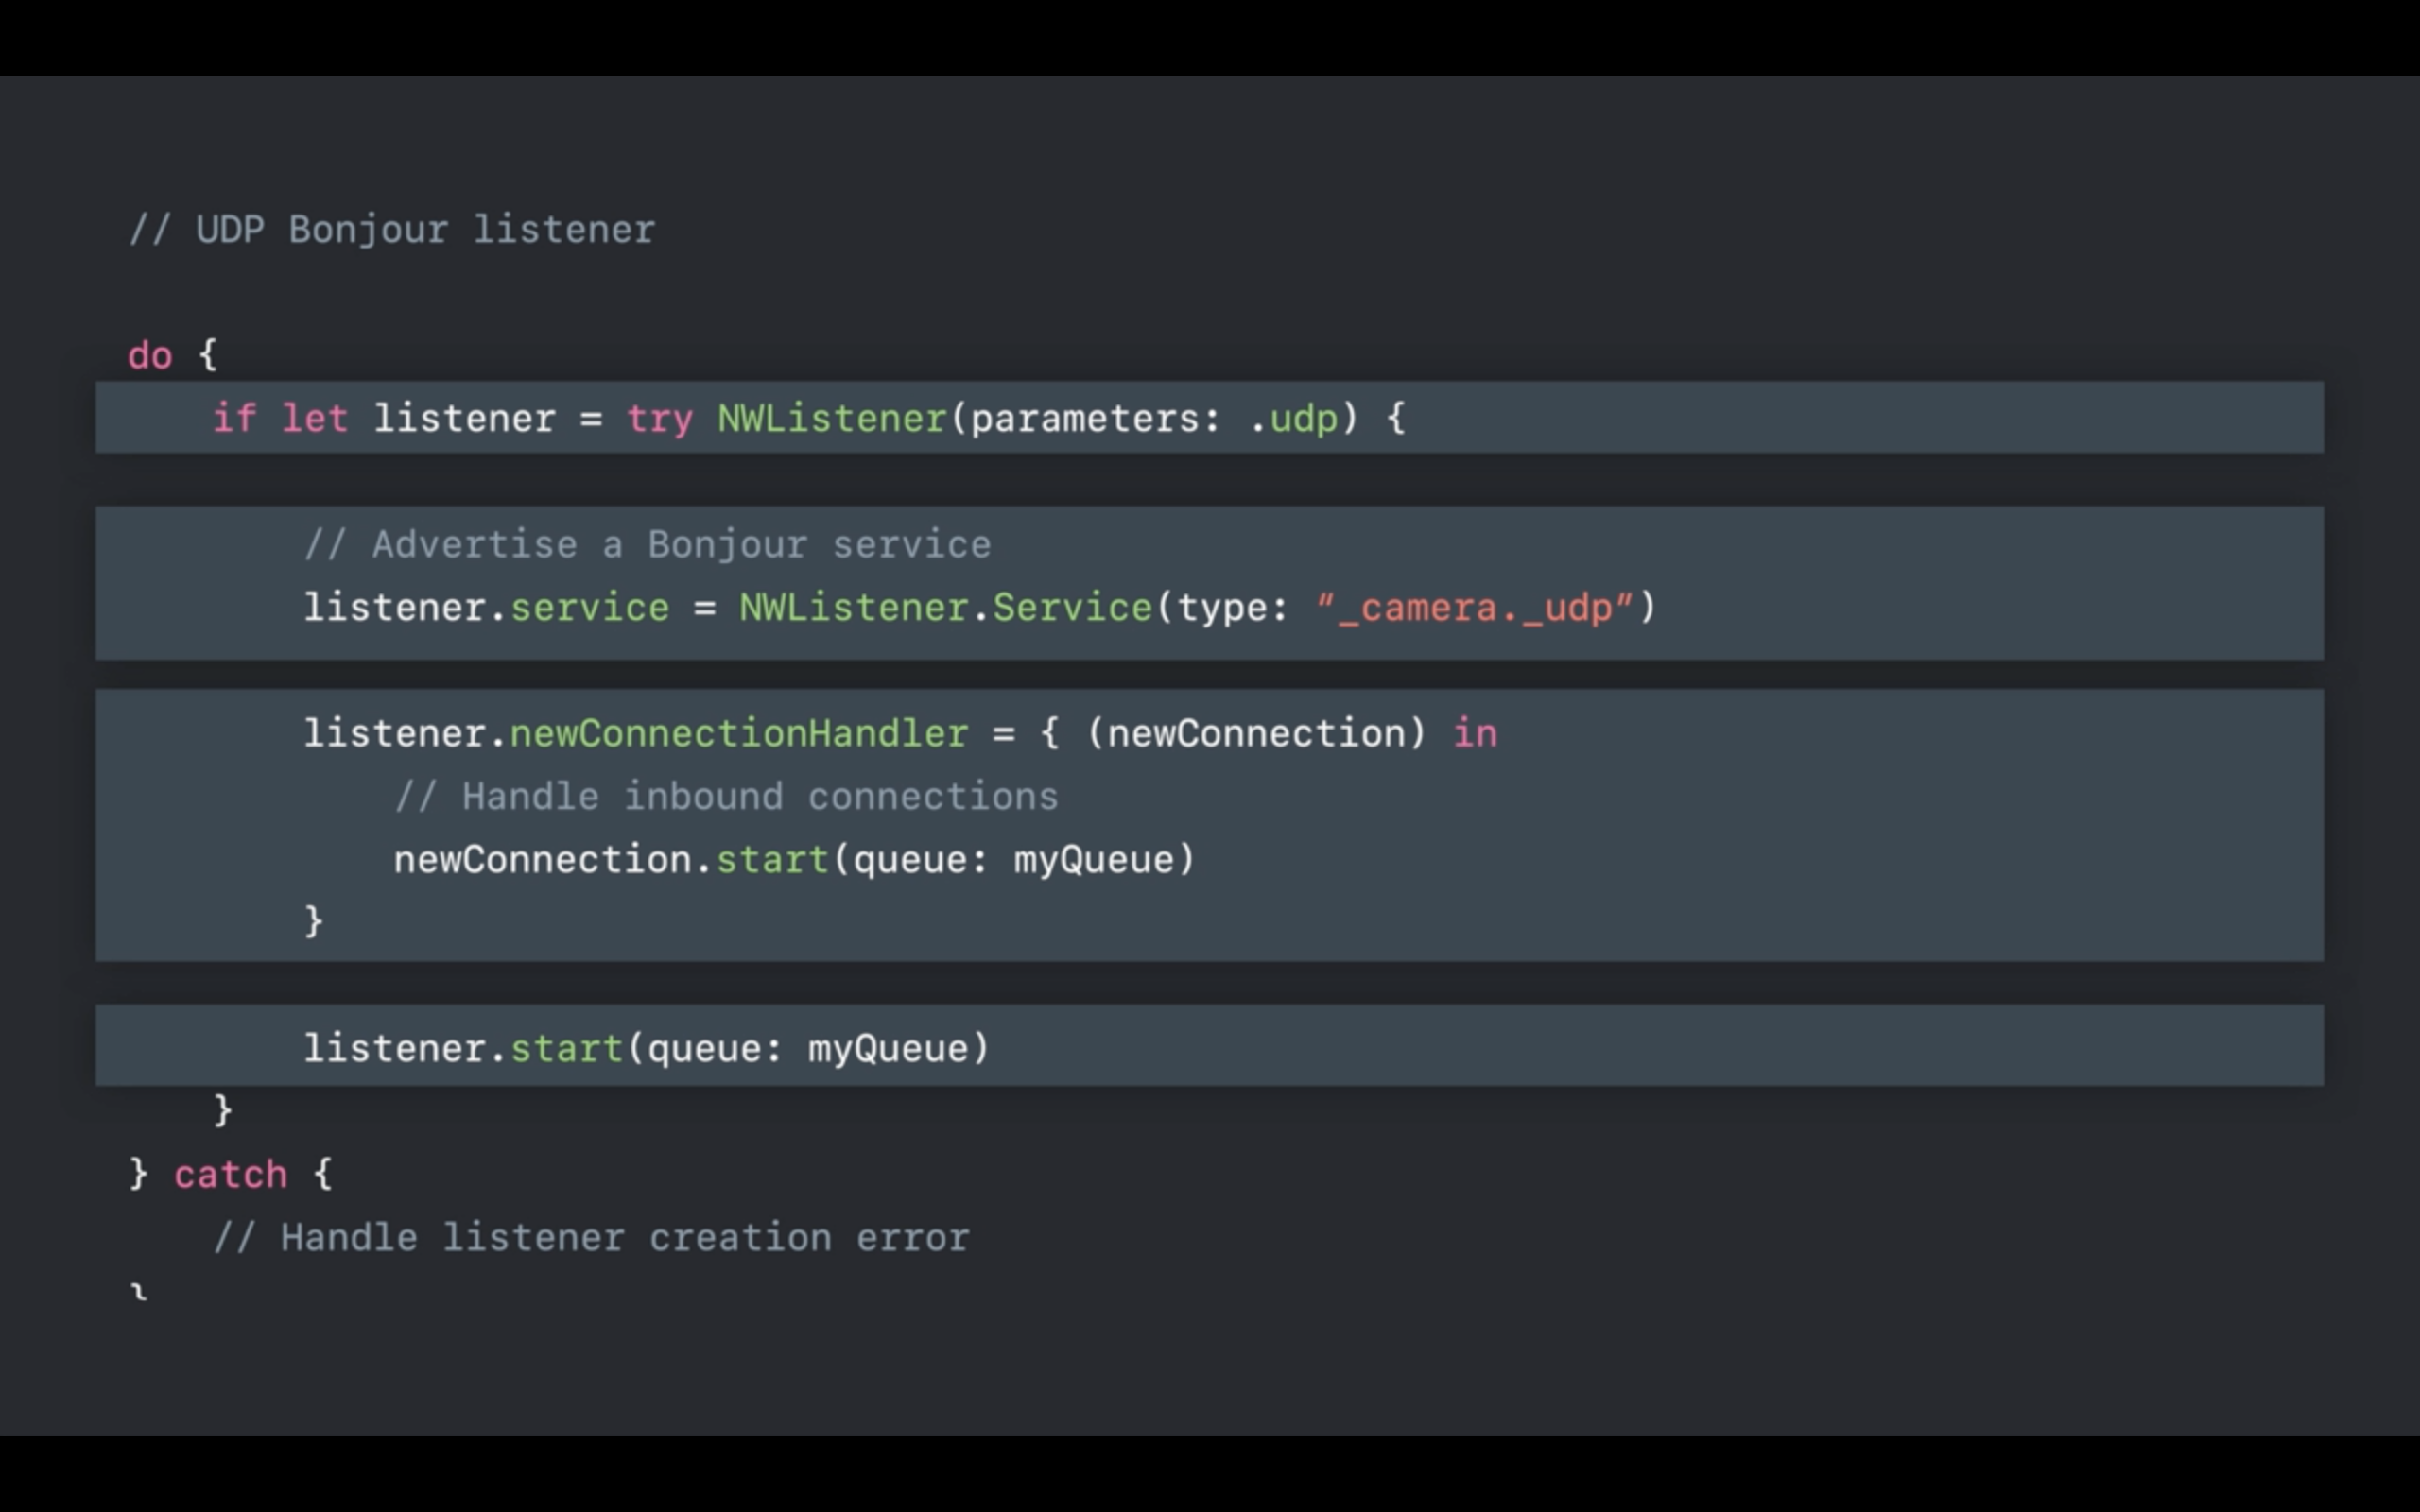 // UDP Bonjour listener
do {
if let listener = try NWListener(parameters: .udp) {
// Advertise a Bonjour service
listener.service = NWListener.Service(type: “_camera._udp”)
listener.newConnectionHandler = { (newConnection) in
// Handle inbound connections
newConnection.start(queue: myQueue)
}
listener.start(queue: myQueue)
}
} catch {
// Handle listener creation error
}